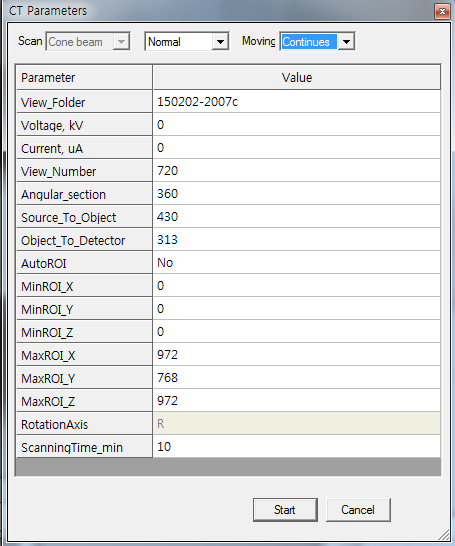 CT Parameters
Scan Cone beam Normal Moving Continues
Parameter Value
View_Folder 150202-2007c
Voltage, kV 0
Current, uA 0
View_Number 720
Angular_section 360
Source_To_Object 430
Object_To_Detector 313
AutoROI No
MinROI_X 0
MinROI_Y 0
MinROI_Z 0
MaxROI_X 972
MaxROI_Y 768
MaxROI_Z 972
RotationAxis R
ScanningTime_min 10
Start Cancel